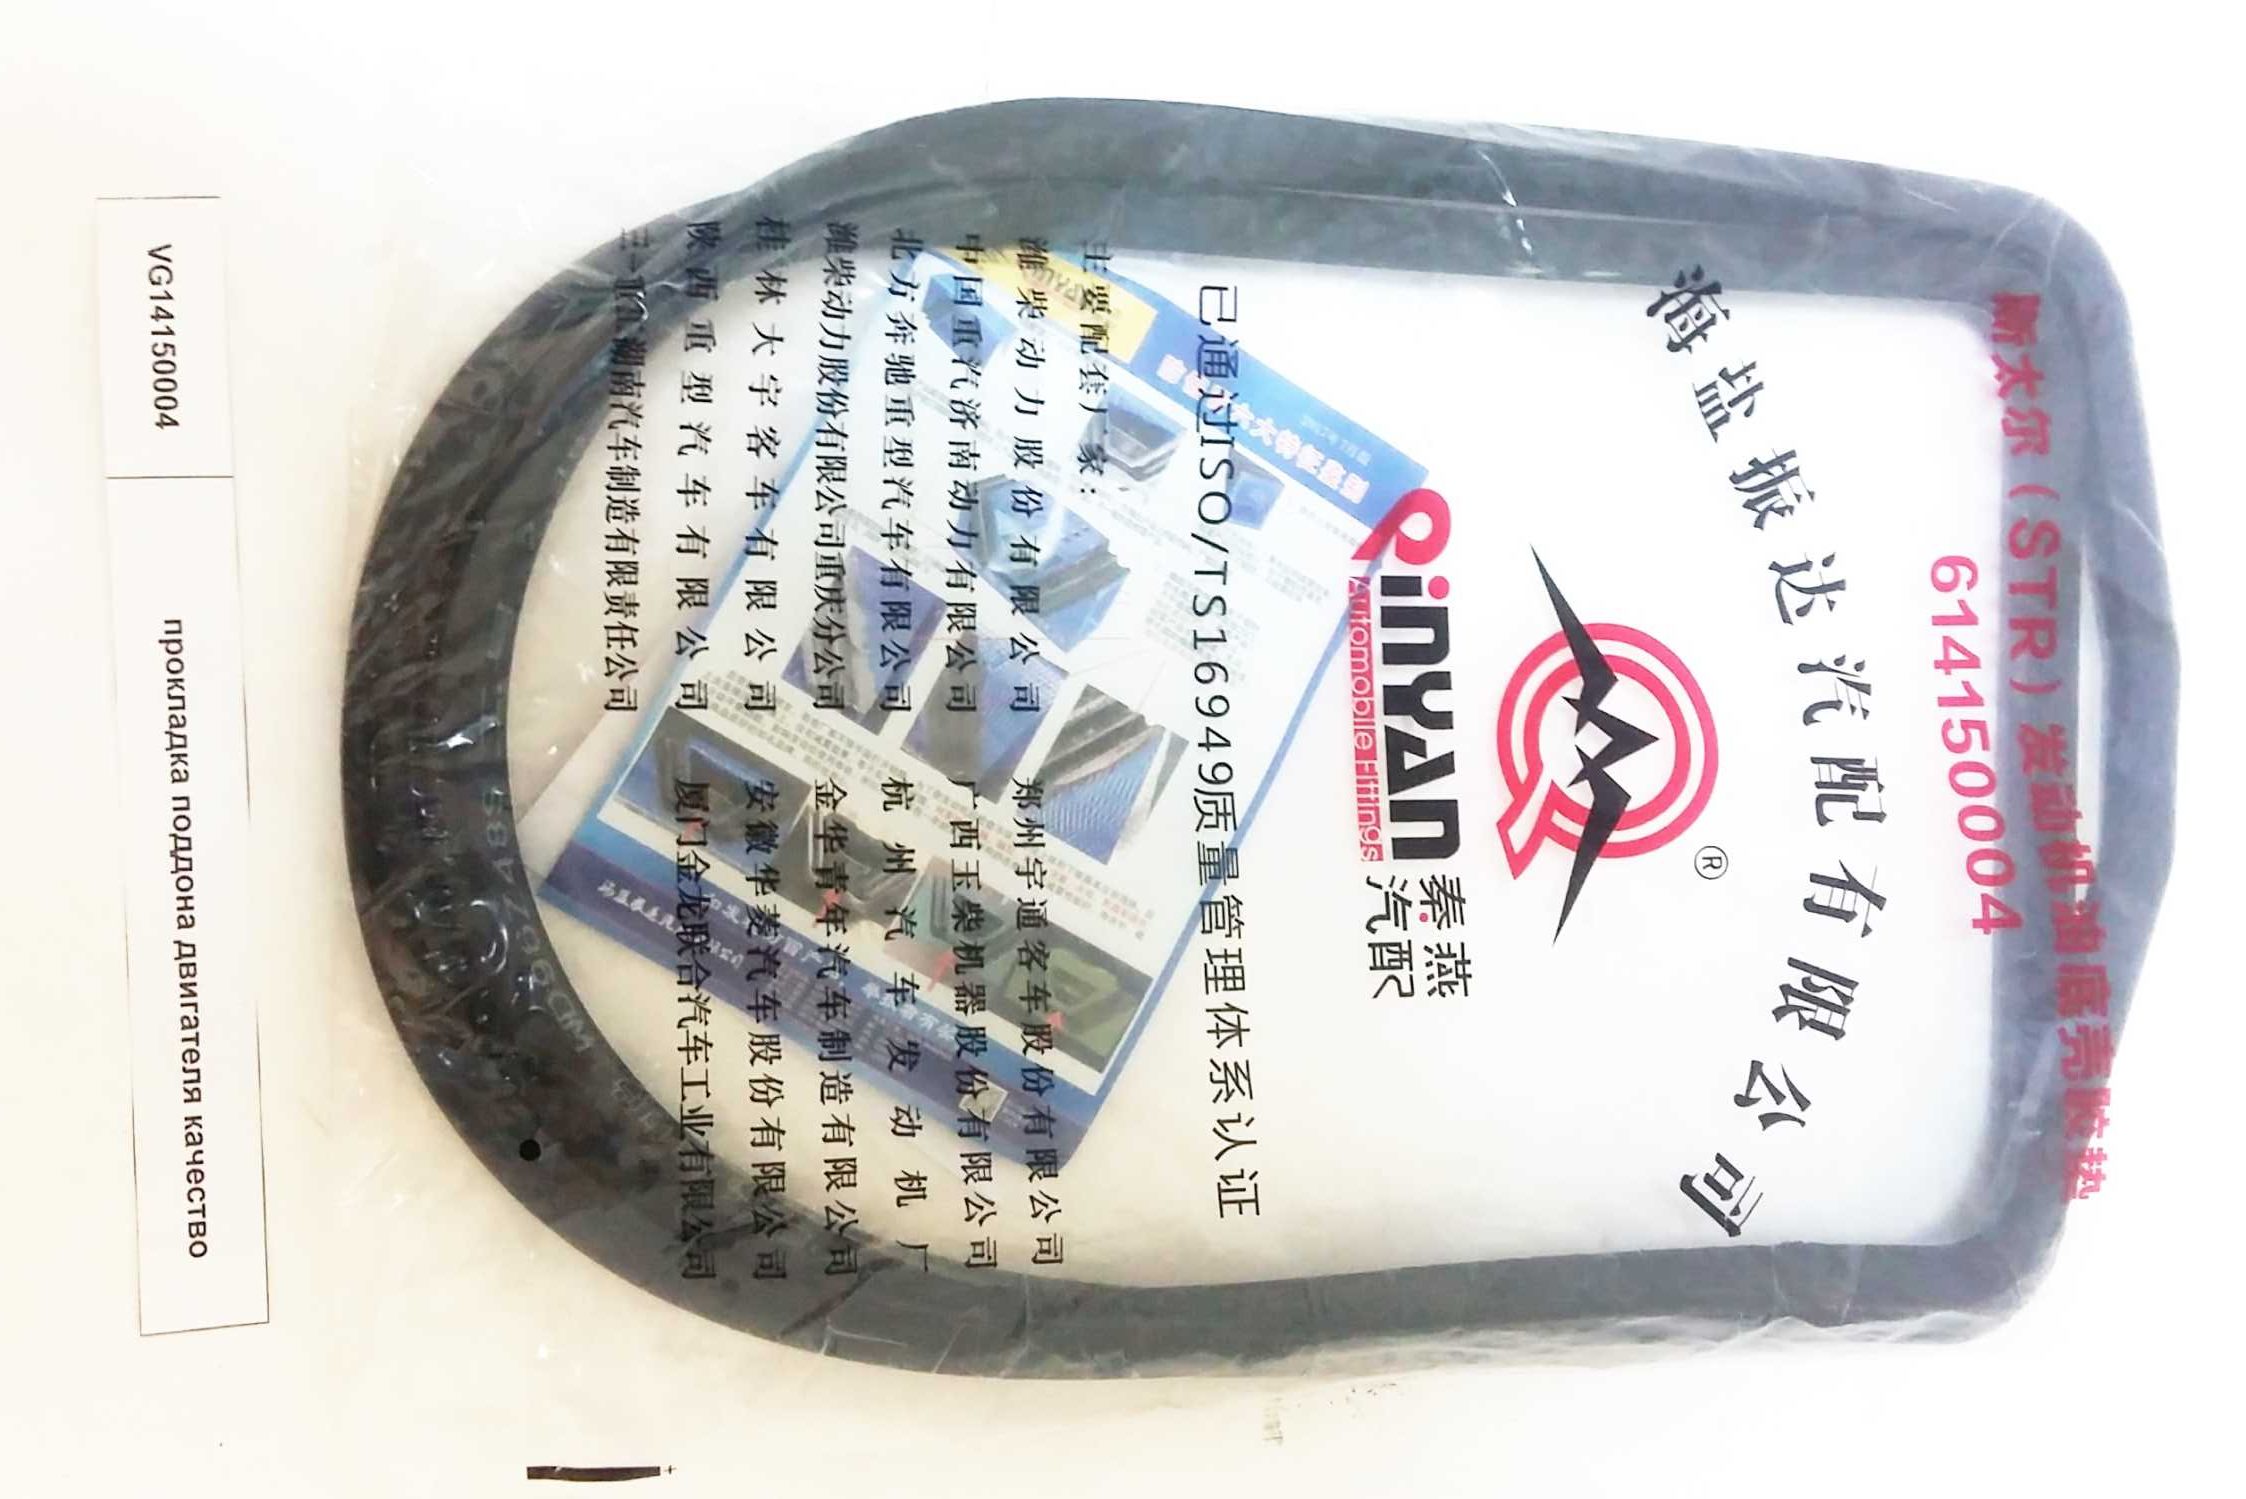 斯太尔（STR）发动机油底壳胶垫
614150004
海盐振达汽配有限公司
®
QinYAn 秦燕
Automobile Fittings 汽配
已通过ISO/TS16949质量管理体系认证
主要配套厂家：
潍柴动力股份有限公司 郑州宇通客车股份有限公司
中国重汽济南动力有限公司 广西玉柴机器股份有限公司
北方奔驰重型汽车有限公司 杭州汽车发动机厂
潍柴动力股份有限公司重庆分公司 金华青年汽车制造有限公司
桂林大宇客车有限公司 安徽华菱汽车股份有限公司
陕西重型汽车有限公司 厦门金龙联合汽车工业有限公司
三一重工湖南汽车制造有限责任公司
VG14150004
прокладка поддона двигателя качество